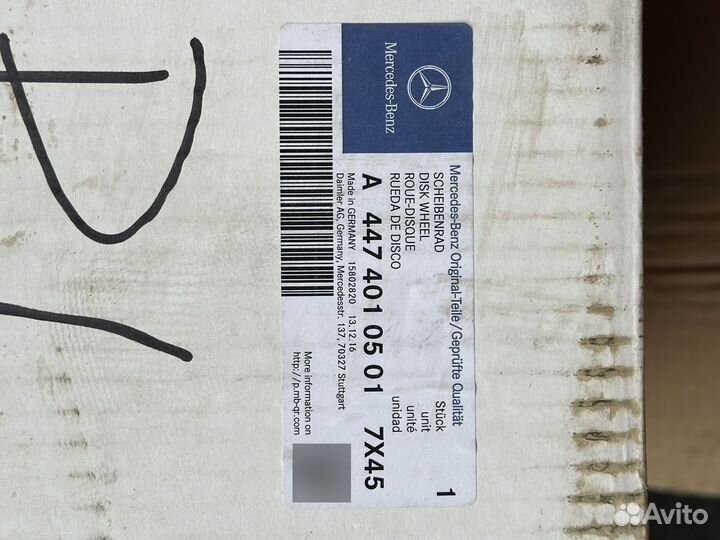 Mercedes-Benz
Mercedes-Benz Original-Teile/Geprüfte Qualität
SCHEIBENRAD
DISK WHEEL
ROUE-DISQUE
RUEDA DE DISCO
Stück
unit
unité
unidad
1
A 447 401 05 01 7X45
Made in GERMANY 15802820 13.12.16
Daimler AG, Germany, Mercedesstr. 137, 70327 Stuttgart
More information on
http://p.mb-qr.com
Avito